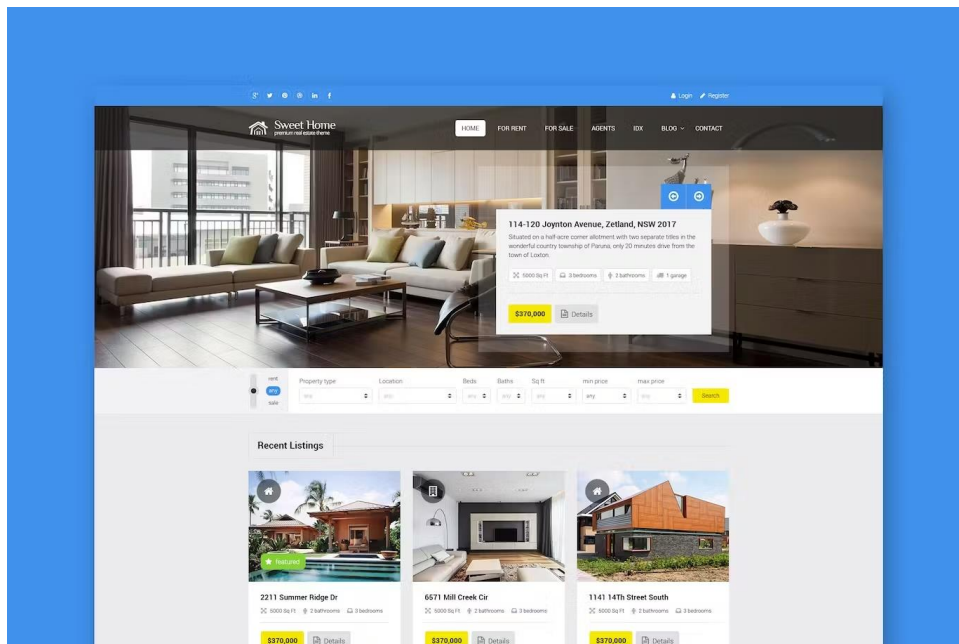 Login Register
Sweet Home
premium real estate theme
HOME FOR RENT FOR SALE AGENTS IDX BLOG CONTACT
114-120 Joynton Avenue, Zetland, NSW 2017
Situated on a half-acre corner allotment with two separate titles in the
wonderful country township of Paruna, only 20 minutes drive from the
town of Loxton.
5000 Sq Ft 3 bedrooms 2 bathrooms 1 garage
$370,000 Details
rent
any
sale
Property type Location Beds Baths Sq ft min price max price
any any any any any any any Search
Recent Listings
Featured
2211 Summer Ridge Dr 6571 Mill Creek Cir 1141 14Th Street South
5000 Sq Ft 2 bathrooms 3 bedrooms 5000 Sq Ft 2 bathrooms 3 bedrooms 5000 Sq Ft 2 bathrooms 3 bedrooms
$370,000 Details $370,000 Details $370,000 Details